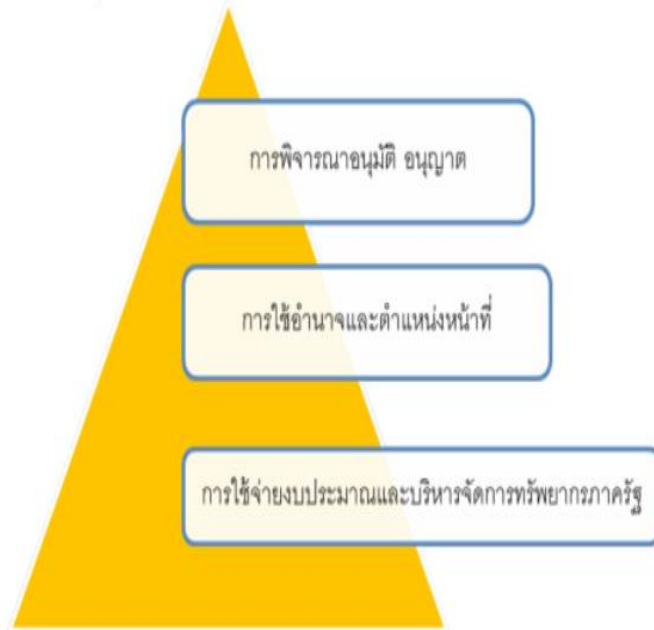 การพิจารณาอนุมัติ อนุญาต
การใช้อำนาจและตำแหน่งหน้าที่
การใช้จ่ายงบประมาณและบริหารจัดการทรัพยากรภาครัฐ